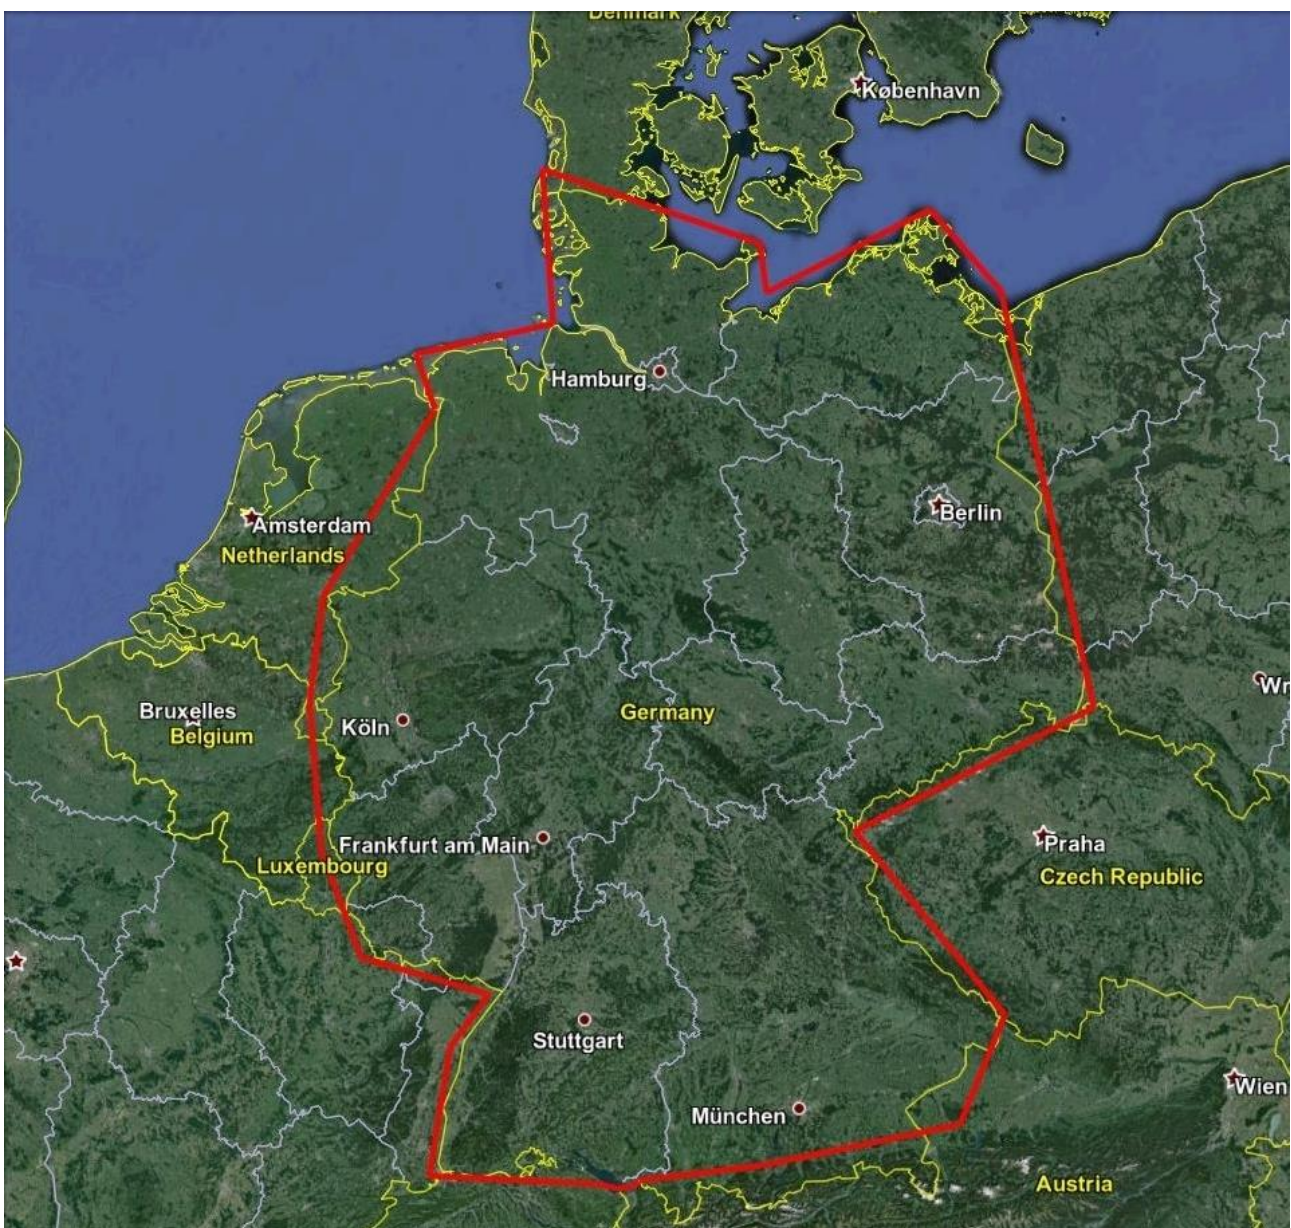 Denmark
København
Hamburg
Amsterdam
Berlin
Netherlands
Bruxelles
Belgium
Köln
Germany
Wr
Frankfurt am Main
Luxembourg
Praha
Czech Republic
Stuttgart
München
Wien
Austria